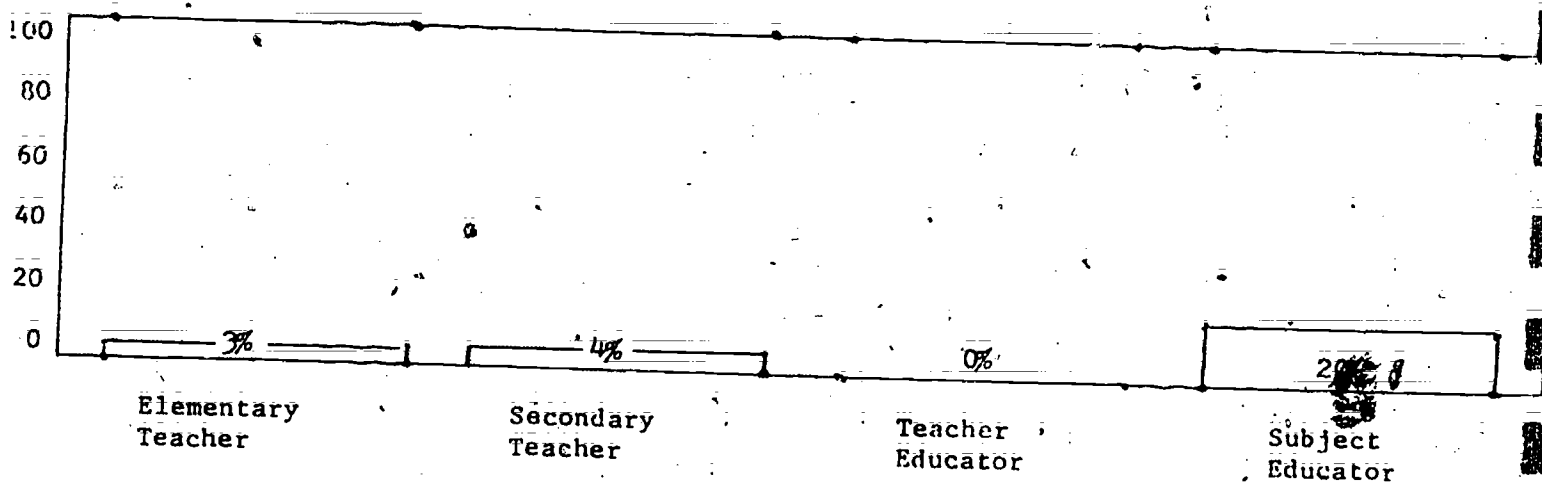 100
80
60
40
20
0
3%
4%
0%
Elementary
Teacher
Secondary
Teacher
Teacher
Educator
Subject
Educator